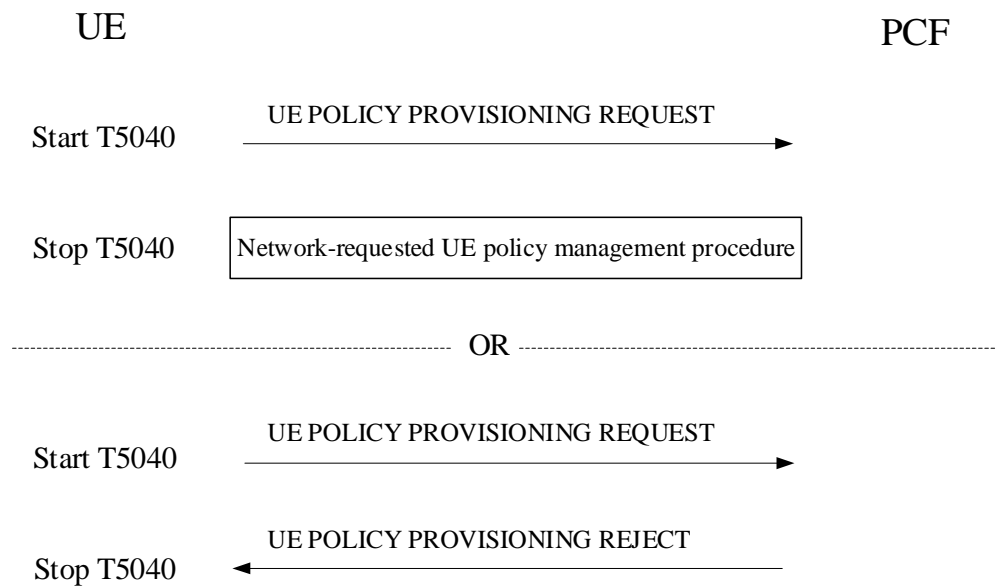 UE
PCF
UE POLICY PROVISIONING REQUEST
Start T5040
Stop T5040
Network-requested UE policy management procedure
OR
UE POLICY PROVISIONING REQUEST
Start T5040
UE POLICY PROVISIONING REJECT
Stop T5040